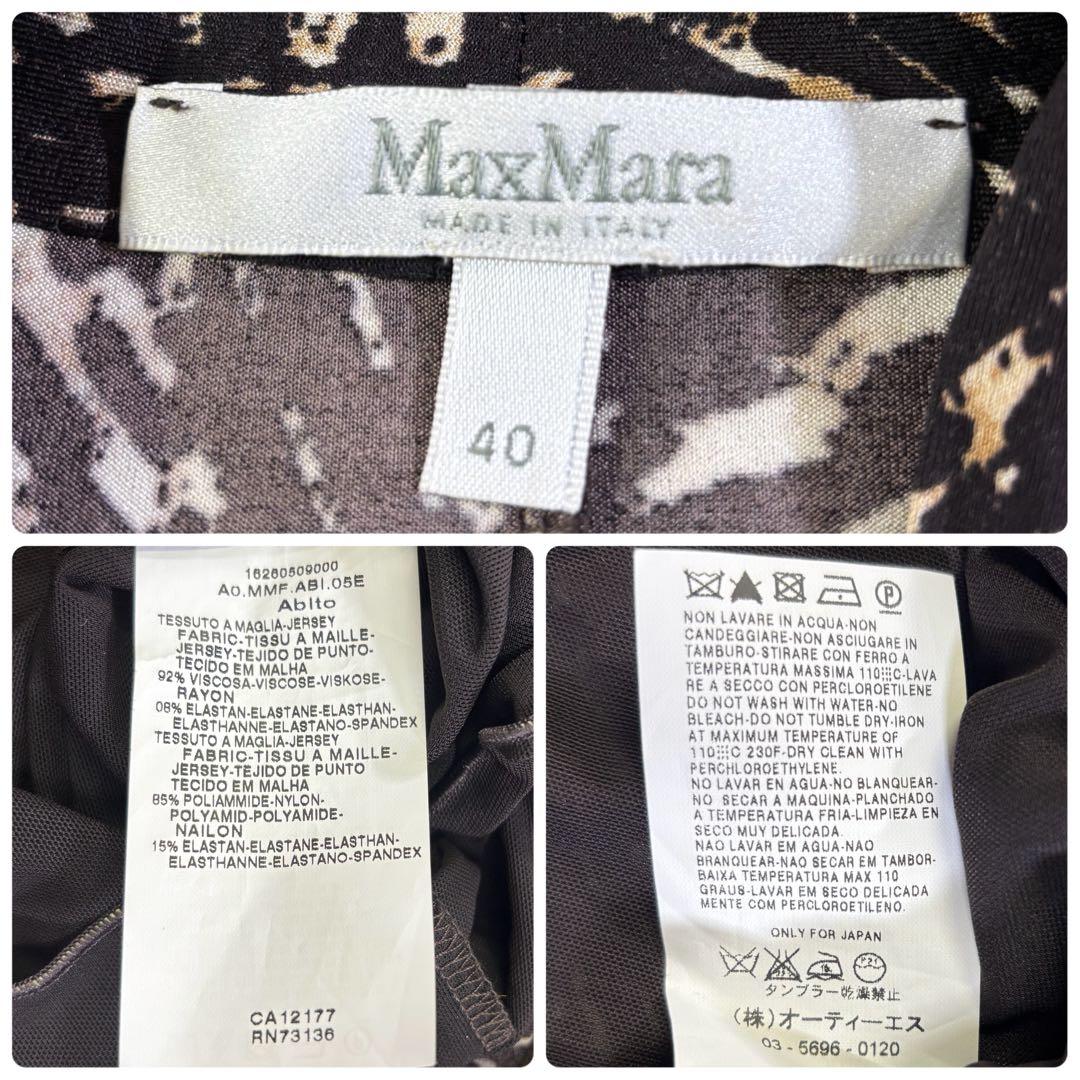 MaxMara
MADE IN ITALY
40
16260509000
A0.MMF.ABI.05E
Abito
TESSUTO A MAGLIA-JERSEY
FABRIC-TISSU A MAILLE-
JERSEY-TEJIDO DE PUNTO-
TECIDO EM MALHA
92% VISCOSA-VISCOSE-VISKOSE-
RAYON
08% ELASTAN-ELASTANE-ELASTHAN-
ELASTHANNE-ELASTANO-SPANDEX
TESSUTO A MAGLIA-JERSEY
FABRIC-TISSU A MAILLE-
JERSEY-TEJIDO DE PUNTO
TECIDO EM MALHA
85% POLIAMMIDE-NYLON-
POLYAMID-POLYAMIDE-
NAILON
15% ELASTAN-ELASTANE-ELASTHAN-
ELASTHANNE-ELASTANO-SPANDEX
CA12177
RN73136
P
NON LAVARE IN ACQUA-NON
CANDEGGIARE-NON ASCIUGARE IN
TAMBURO-STIRARE CON FERRO A
TEMPERATURA MASSIMA 110░C-LAVA
RE A SECCO CON PERCLOROETILENE
DO NOT WASH WITH WATER-NO
BLEACH-DO NOT TUMBLE DRY-IRON
AT MAXIMUM TEMPERATURE OF
110░C 230F-DRY CLEAN WITH
PERCHLOROETHYLENE.
NO LAVAR EN AGUA-NO BLANQUEAR-
NO SECAR A MAQUINA-PLANCHADO
A TEMPERATURA FRIA-LIMPIEZA EN
SECO MUY DELICADA.
NAO LAVAR EM AGUA-NAO
BRANQUEAR-NAO SECAR EM TAMBOR-
BAIXA TEMPERATURA MAX 110
GRAUS-LAVAR EM SECO DELICADA
MENTE COM PERCLOROETILENO.
ONLY FOR JAPAN
タンブラー乾燥禁止
(株)オーティーエス
03 - 5696 - 0120